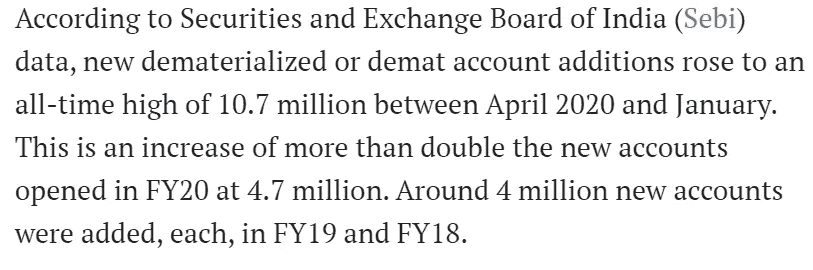 According to Securities and Exchange Board of India (Sebi)
data, new dematerialized or demat account additions rose to an
all-time high of 10.7 million between April 2020 and January.
This is an increase of more than double the new accounts
opened in FY20 at 4.7 million. Around 4 million new accounts
were added, each, in FY19 and FY18.